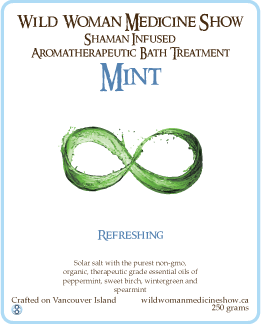 Wild Woman Medicine Show
Shaman Infused
Aromatherapeutic Bath Treatment
Mint
Refreshing
Solar salt with the purest non-gmo,
organic, therapeutic grade essential oils of
peppermint, sweet birch, wintergreen and
spearmint
Crafted on Vancouver Island wildwomanmedicineshow.ca
250 grams